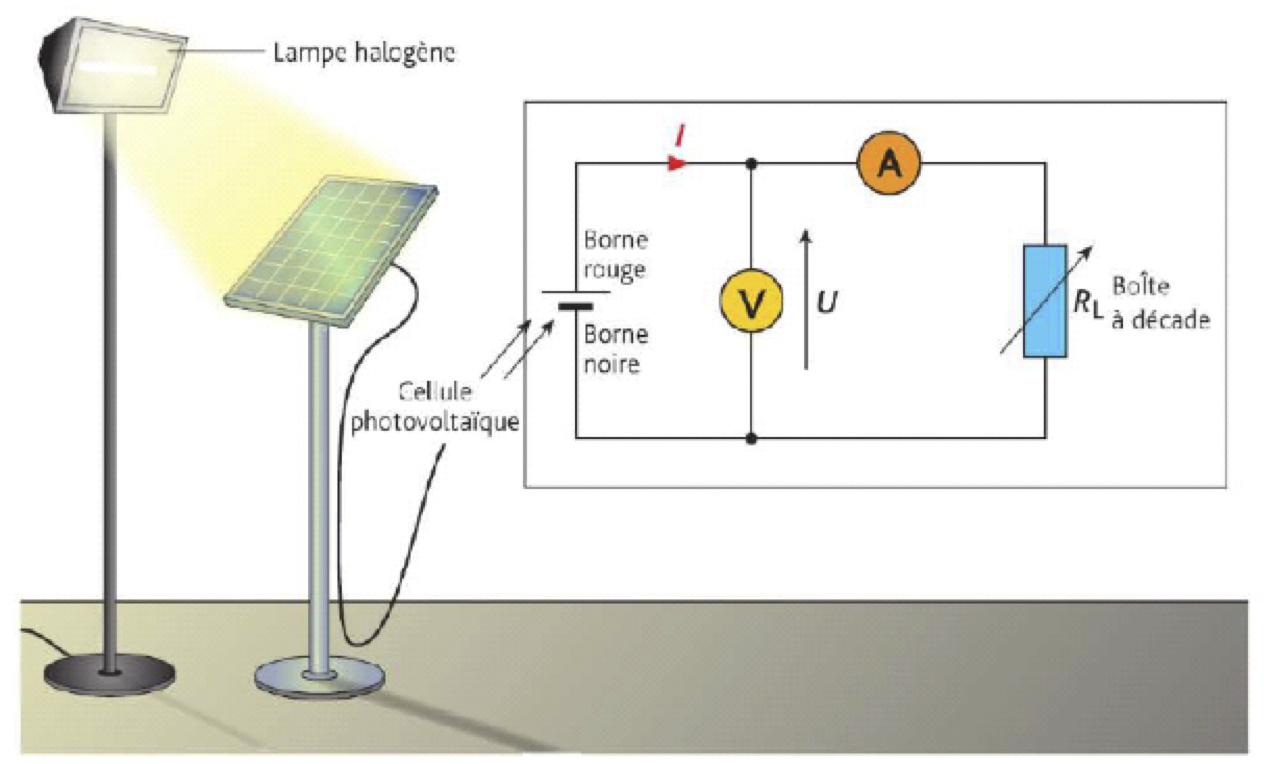 Lampe halogène
I
A
Borne
rouge
V
U
R_L
Boîte
à décade
Borne
noire
Cellule
photovoltaïque